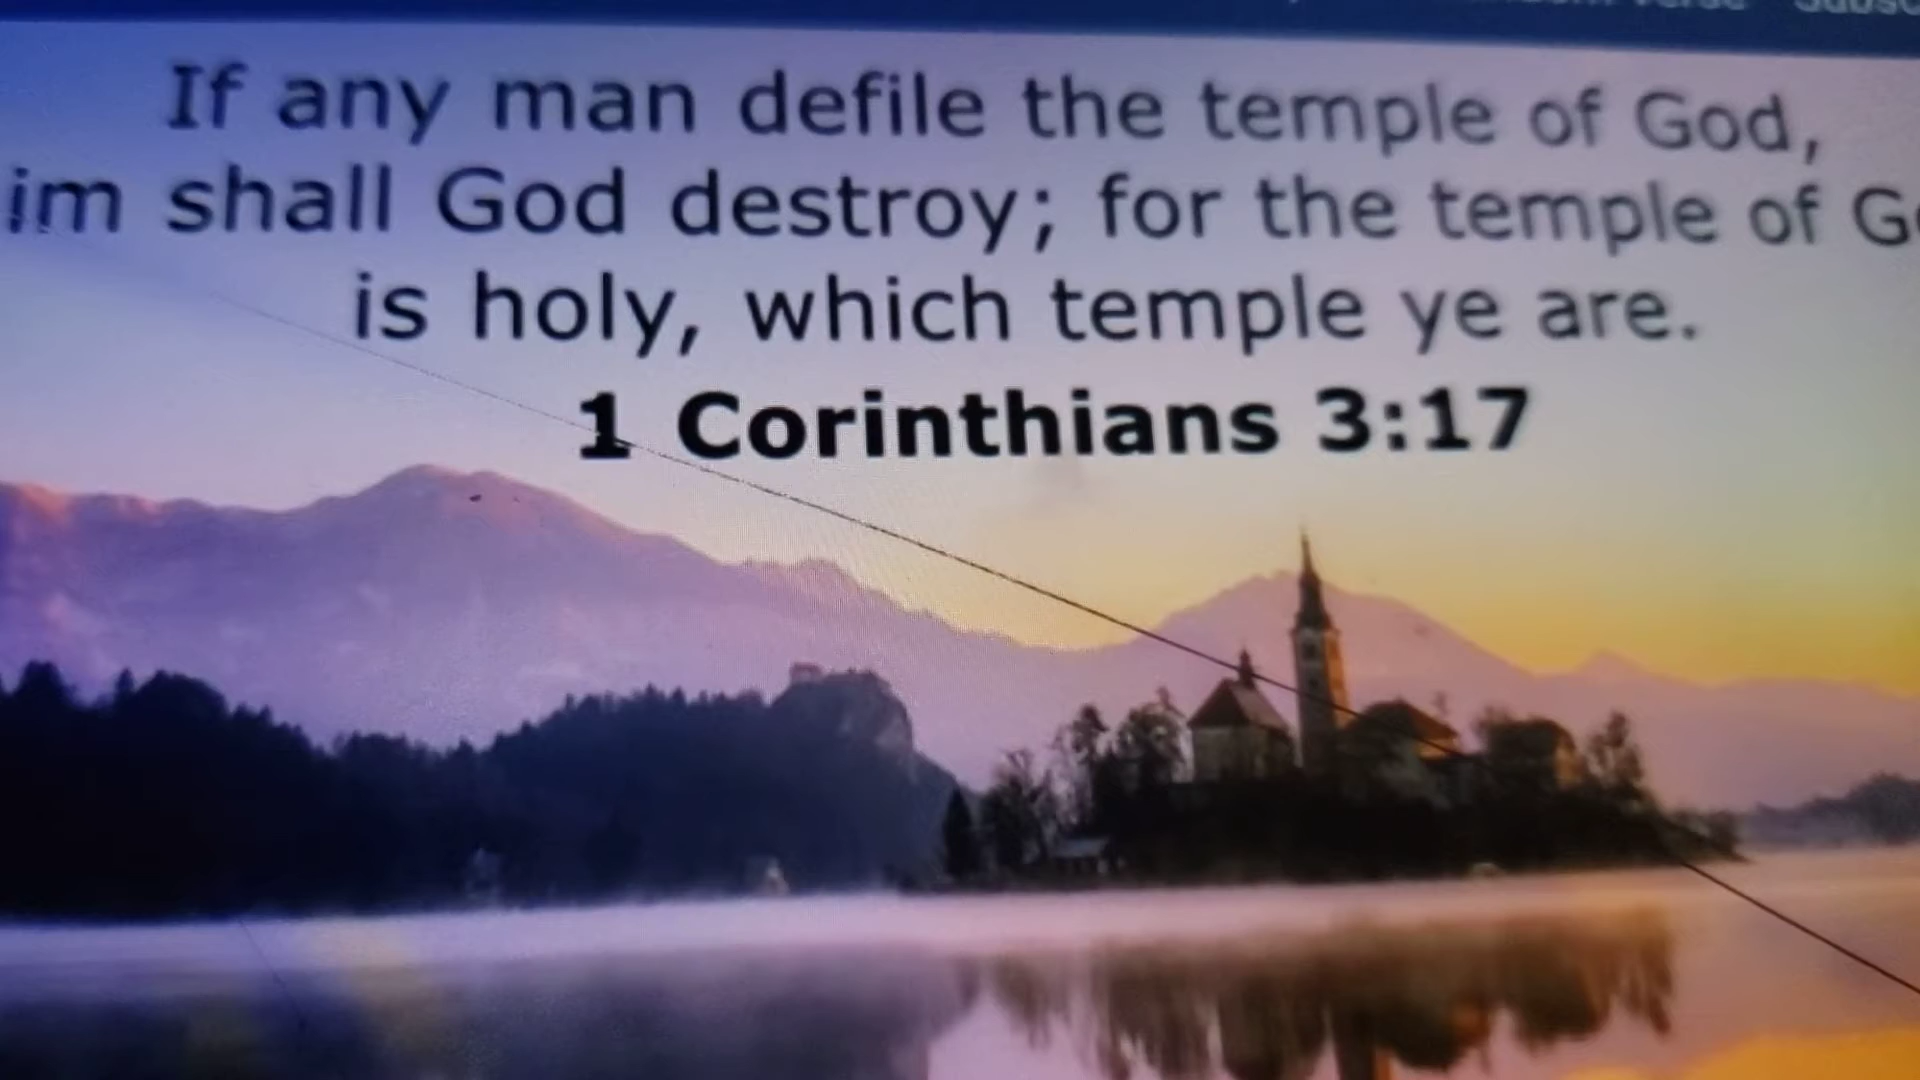 If any man defile the temple of God,
im shall God destroy; for the temple of G
is holy, which temple ye are.
1 Corinthians 3:17